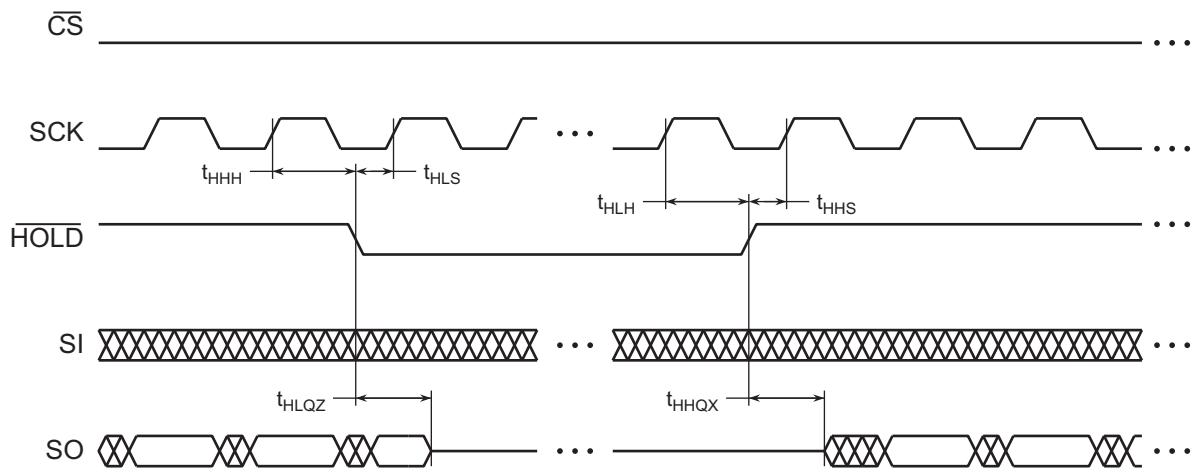 CS
SCK
tHHH
tHLS
tHLH
tHHS
HOLD
SI
tHLQZ
tHHQX
SO